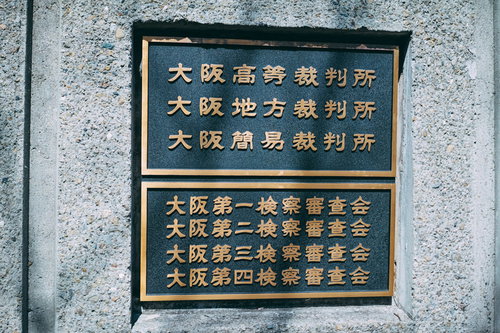 大阪高等裁判所
大阪地方裁判所
大阪簡易裁判所
大阪第一検察審査会
大阪第二検察審査会
大阪第三検察審査会
大阪第四検察審査会